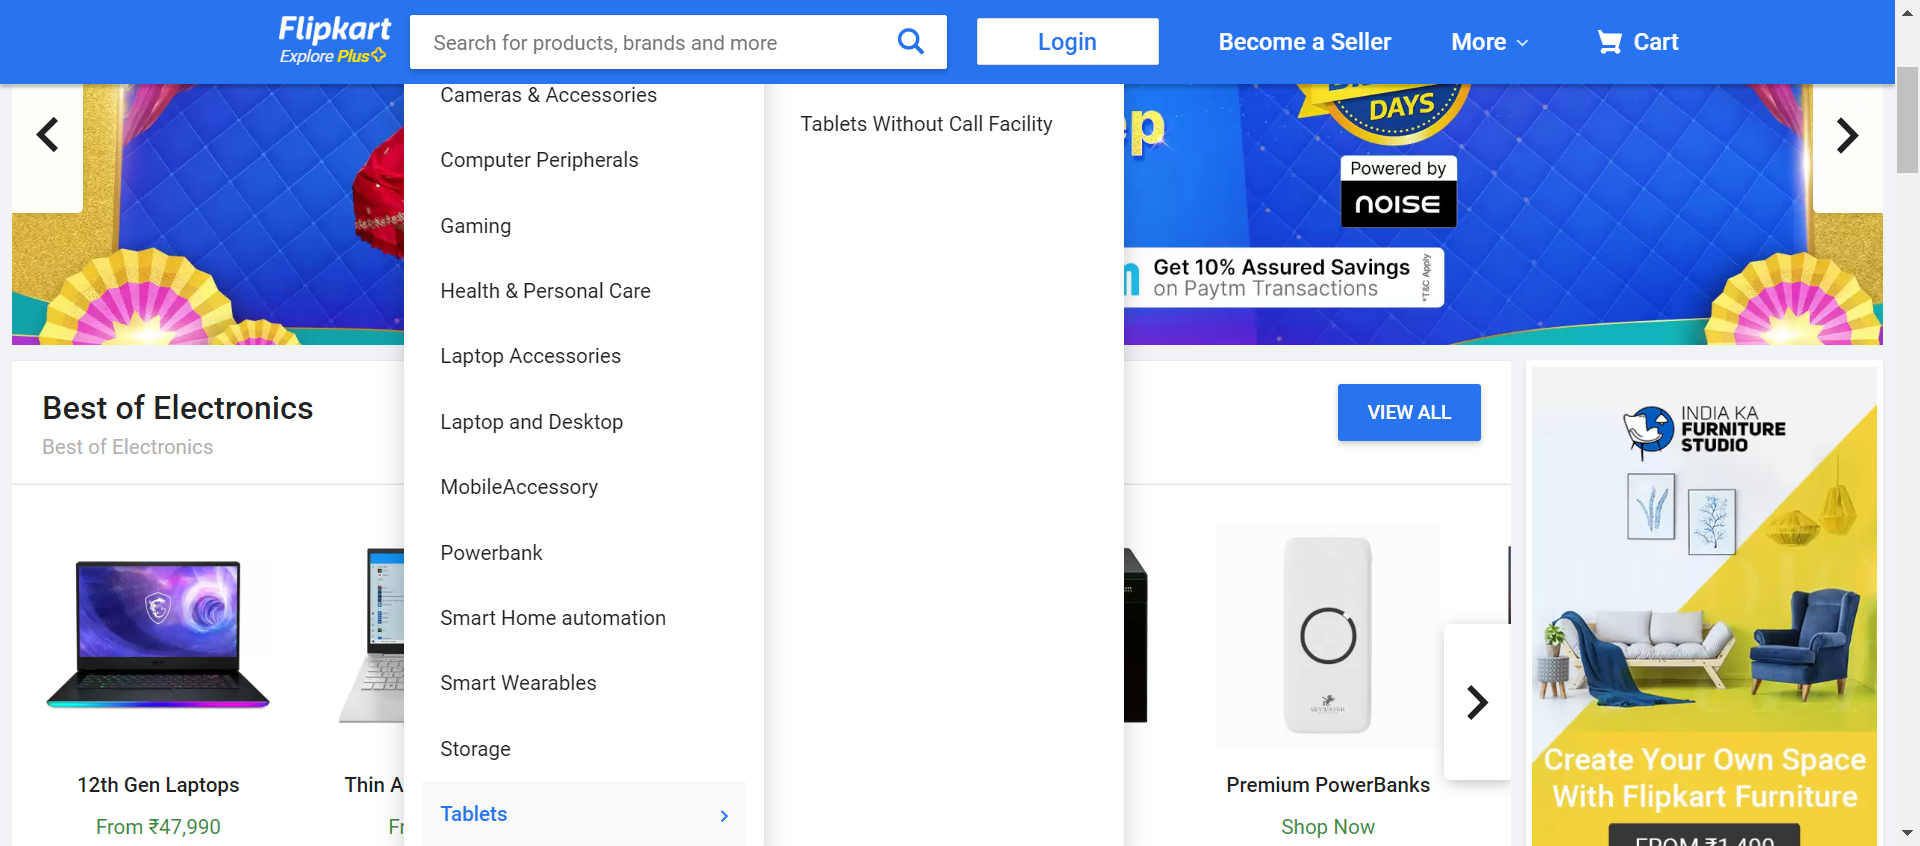 Flipkart
Explore Plus
Search for products, brands and more
Login
Become a Seller
More
Cart
Cameras & Accessories
Computer Peripherals
Gaming
Health & Personal Care
Laptop Accessories
Laptop and Desktop
MobileAccessory
Powerbank
Smart Home automation
Smart Wearables
Storage
Tablets
Tablets Without Call Facility
DAYS
Powered by
NOISE
Get 10% Assured Savings
on Paytm Transactions
*T&C Apply
Best of Electronics
Best of Electronics
VIEW ALL
12th Gen Laptops
From ₹47,990
Thin A
Fr
SKYWATER
Premium PowerBanks
Shop Now
INDIA KA
FURNITURE
STUDIO
Create Your Own Space
With Flipkart Furniture
FROM ₹1,499